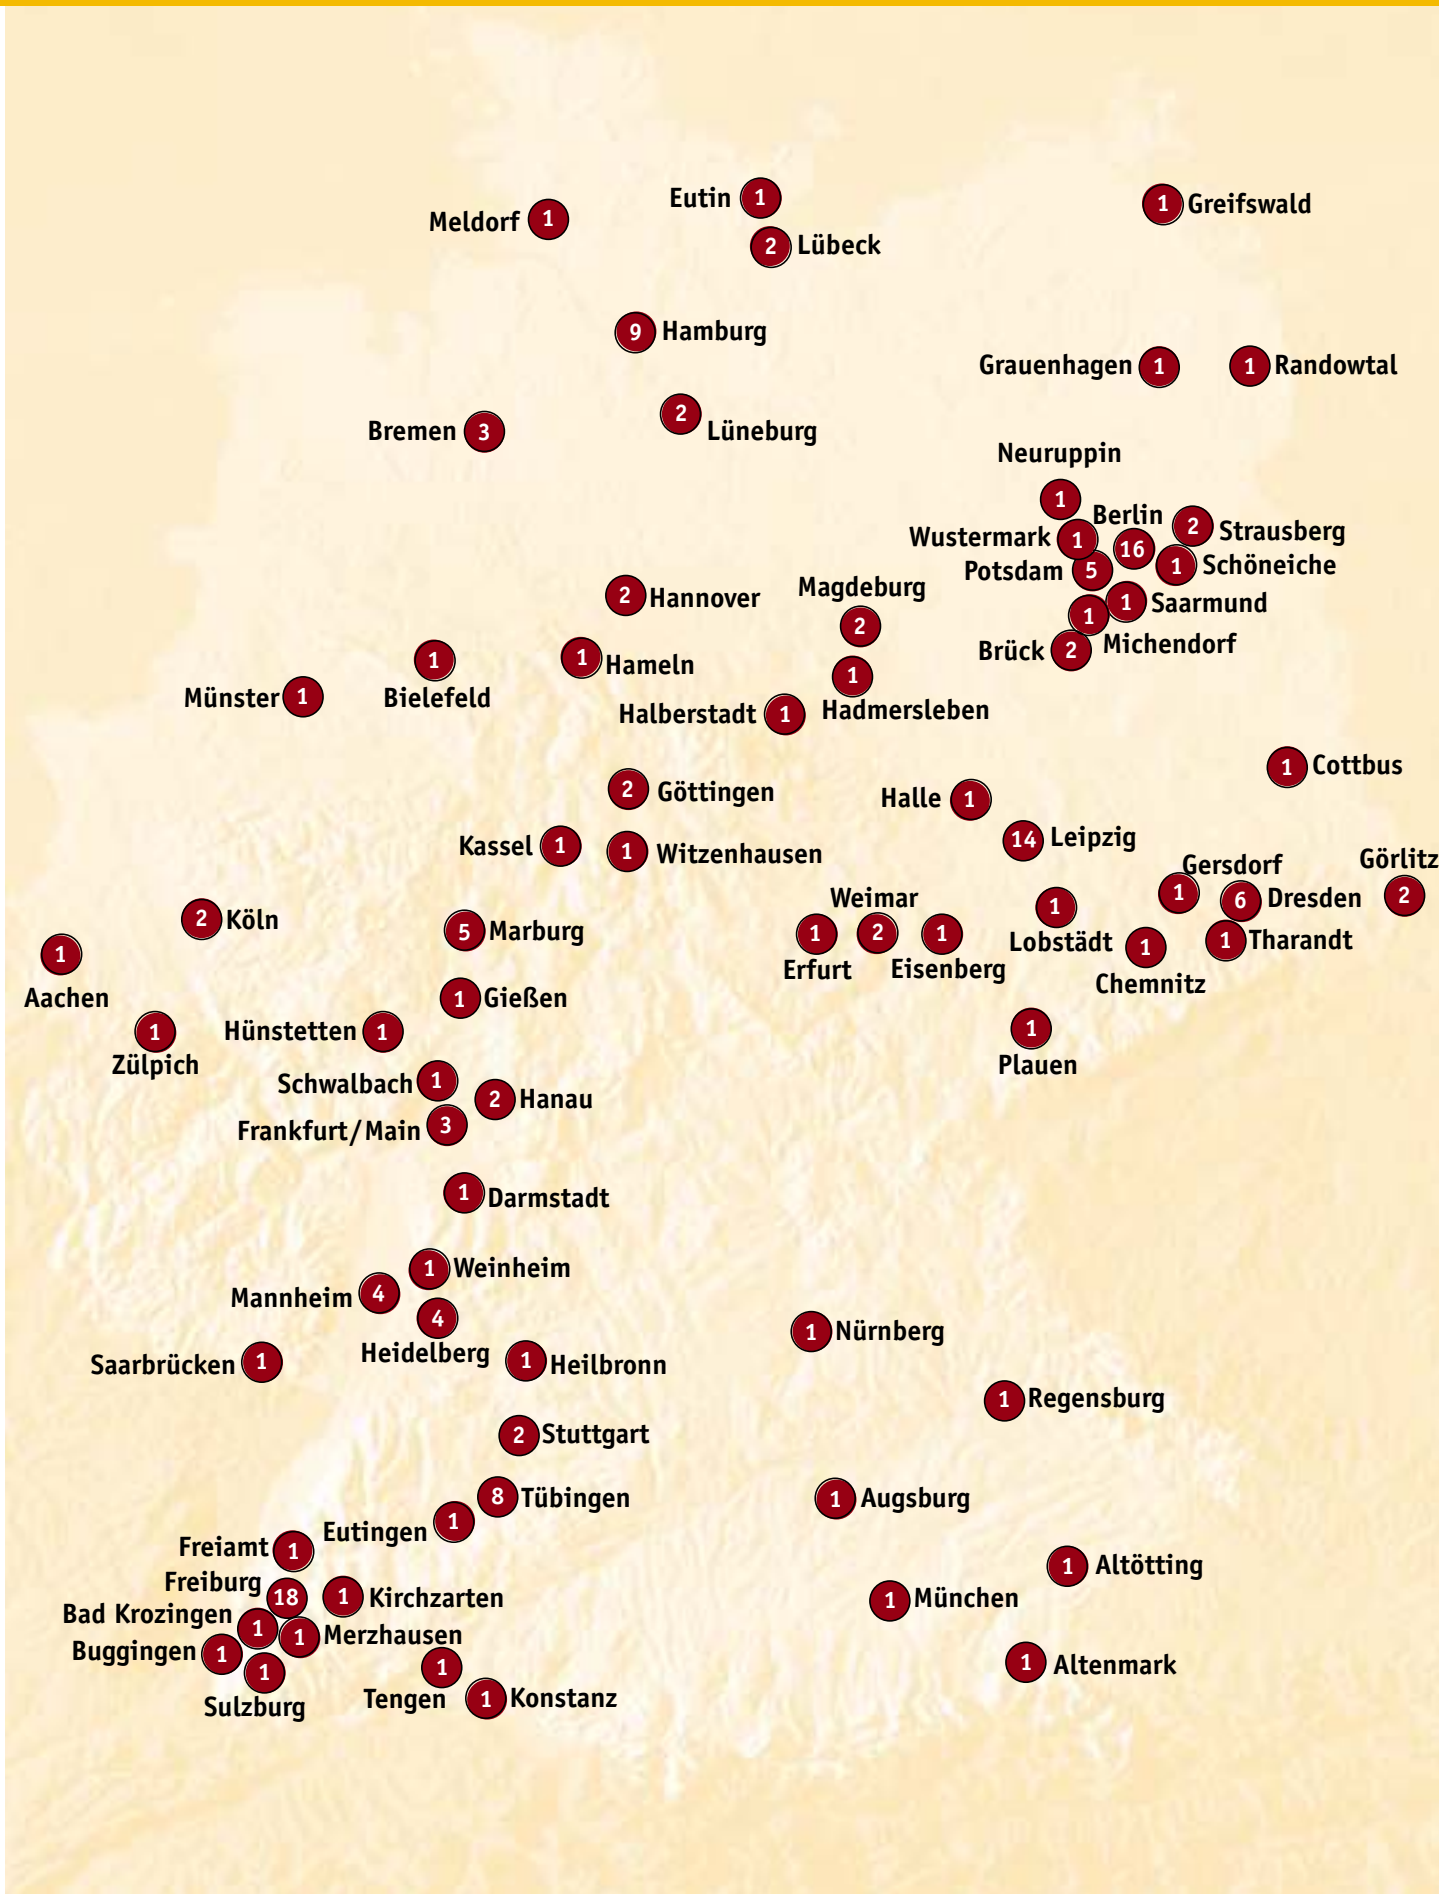 Eutin 1
Meldorf 1
1 Greifswald
2 Lübeck
9 Hamburg
Grauenhagen 1
1 Randowtal
2 Lüneburg
Bremen 3
Neuruppin
1
Berlin
16
2 Strausberg
Wustermark 1
1 Schöneiche
Potsdam 5
Magdeburg
2
2 Hannover
1 Saarmund
1 Michendorf
Brück 2
1 Hameln
1
Bielefeld
Münster 1
1
Hadmersleben
Halberstadt 1
1 Cottbus
2 Göttingen
Halle 1
14 Leipzig
Kassel 1
1 Witzenhausen
Gersdorf
1
Görlitz
2
6 Dresden
Weimar
2
1
Lobstädt
2 Köln
5 Marburg
1
Erfurt
1
Eisenberg
1 Tharandt
1
Chemnitz
1
Aachen
1 Gießen
1
Zülpich
Hünstetten 1
1
Plauen
Schwalbach 1
2 Hanau
Frankfurt/Main 3
1 Darmstadt
1 Weinheim
Mannheim 4
4
Heidelberg
1 Nürnberg
Saarbrücken 1
1 Heilbronn
1 Regensburg
2 Stuttgart
8 Tübingen
1 Augsburg
Eutingen 1
Freiamt 1
1 Altötting
Freiburg 18
1 Kirchzarten
1 München
Bad Krozingen 1
1 Merzhausen
Buggingen 1
1
Sulzburg
1
Tengen
1 Altenmark
1 Konstanz